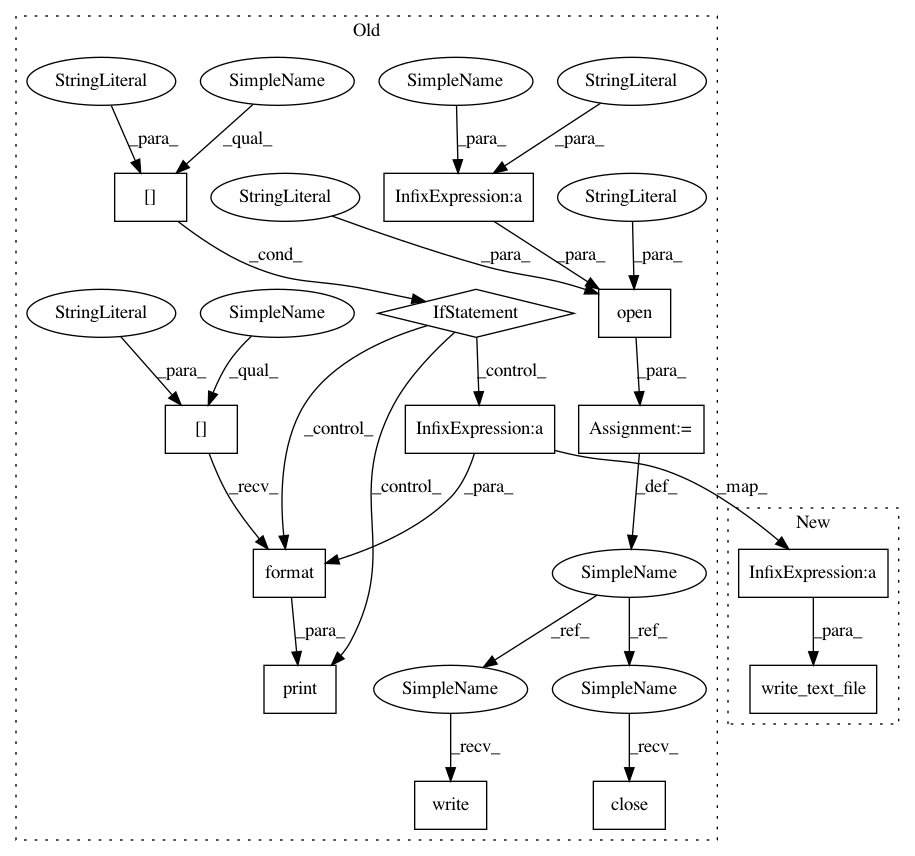 Old
StringLiteral
SimpleName
SimpleName
StringLiteral
_para_
_qual_
_para_
_para_
[]
StringLiteral
InfixExpression:a
StringLiteral
_cond_
_para_
_para_
_para_
StringLiteral
SimpleName
IfStatement
open
_para_
_qual_
_control_
_para_
[]
_control_
InfixExpression:a
Assignment:=
_recv_
_control_
_para_
_def_
_map_
New
format
SimpleName
InfixExpression:a
_para_
_ref_
_ref_
_para_
print
SimpleName
SimpleName
write_text_file
_recv_
_recv_
write
close